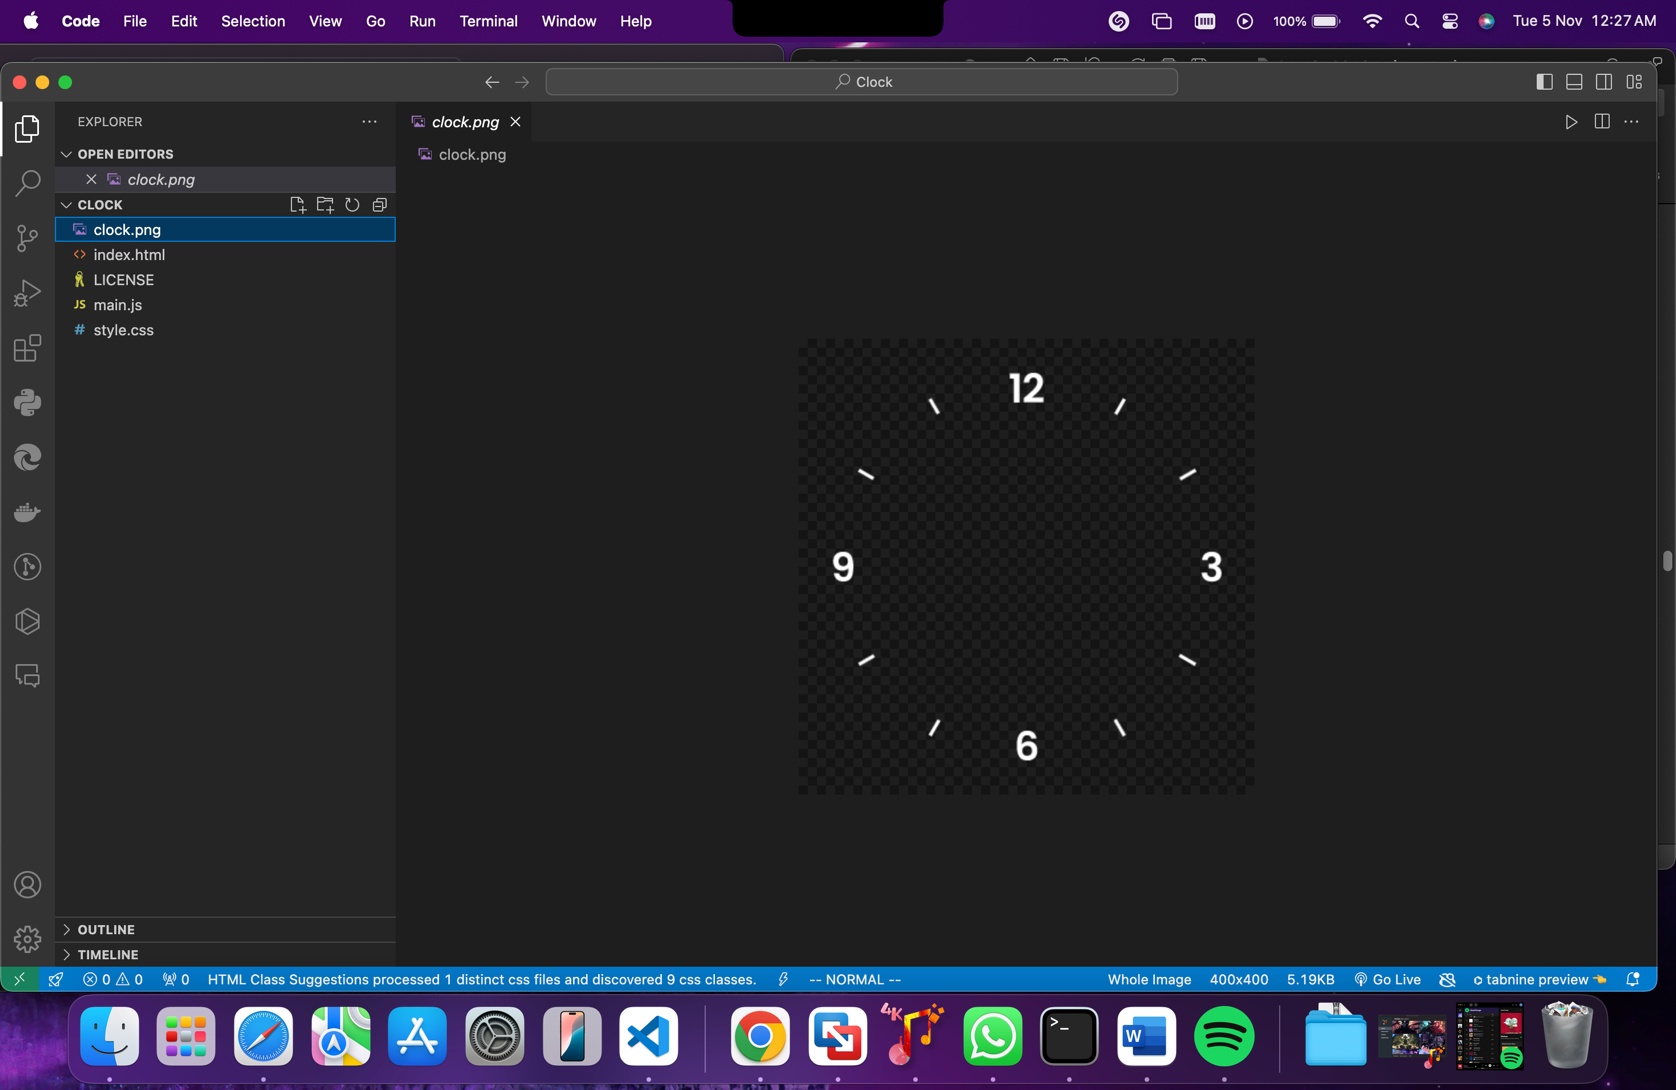 Code File Edit Selection View Go Run Terminal Window Help 100% Tue 5 Nov 12:27 AM
Clock
EXPLORER
clock.png
OPEN EDITORS
clock.png
clock.png
CLOCK
clock.png
index.html
LICENSE
JS main.js
# style.css
12
9 3
6
OUTLINE
TIMELINE
0 0 0 HTML Class Suggestions processed 1 distinct css files and discovered 9 css classes. -- NORMAL -- Whole Image 400x400 5.19KB Go Live tabnine preview
4K
>_
W